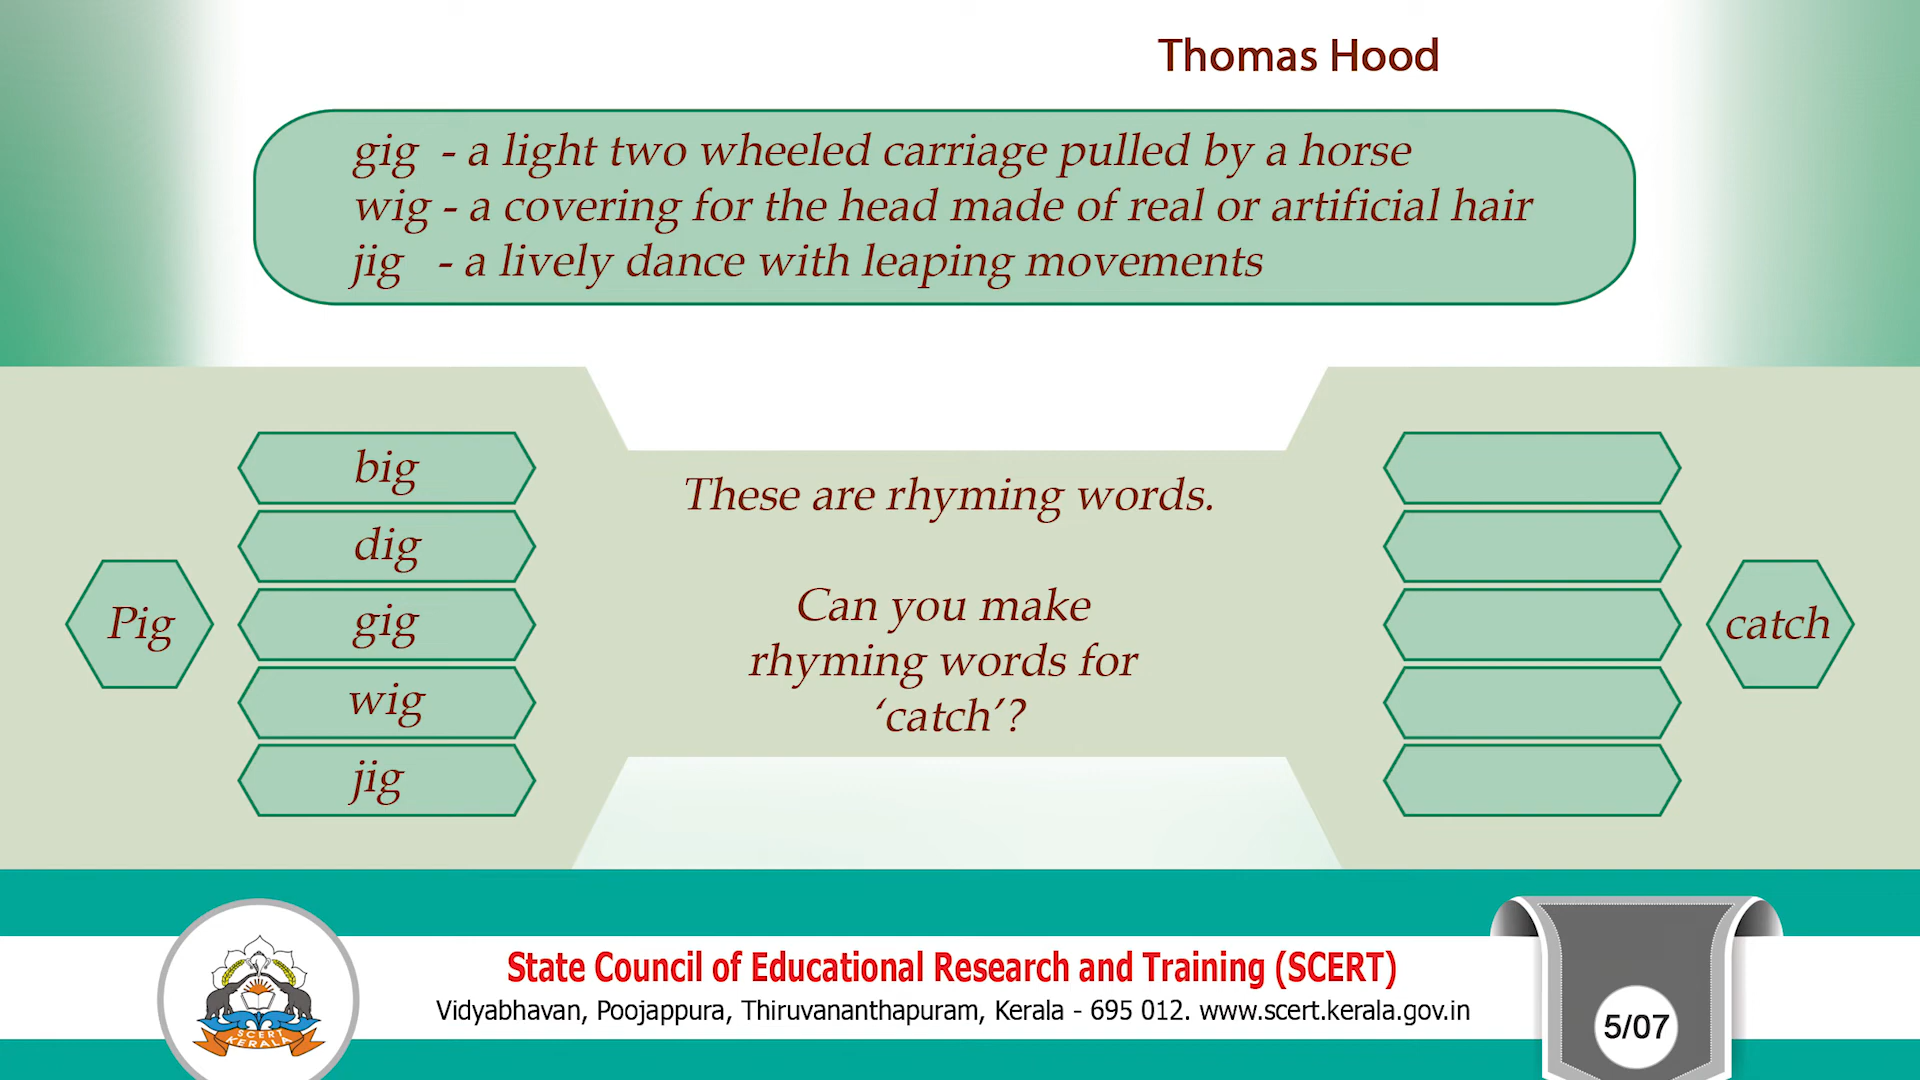 Thomas Hood
gig - a light two wheeled carriage pulled by a horse
wig - a covering for the head made of real or artificial hair
jig - a lively dance with leaping movements
Pig
big
dig
gig
wig
jig
These are rhyming words.
Can you make
rhyming words for
‘catch’?
catch
State Council of Educational Research and Training (SCERT)
Vidyabhavan, Poojappura, Thiruvananthapuram, Kerala - 695 012. www.scert.kerala.gov.in
SCERT
KERALA
5/07